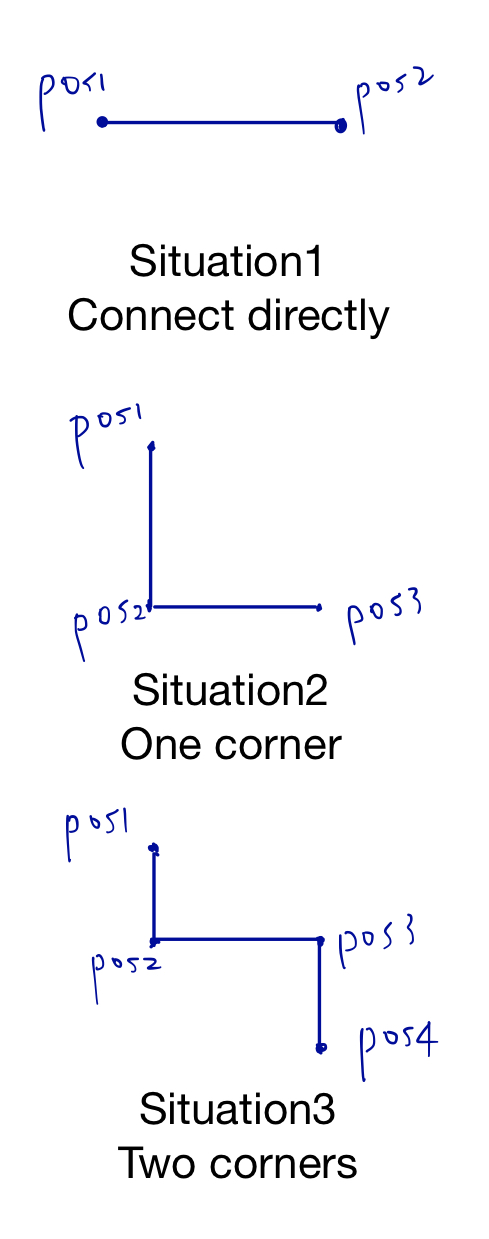 pos1
pos2
Situation1
Connect directly
pos1
pos2
pos3
Situation2
One corner
pos1
pos2
pos3
pos4
Situation3
Two corners